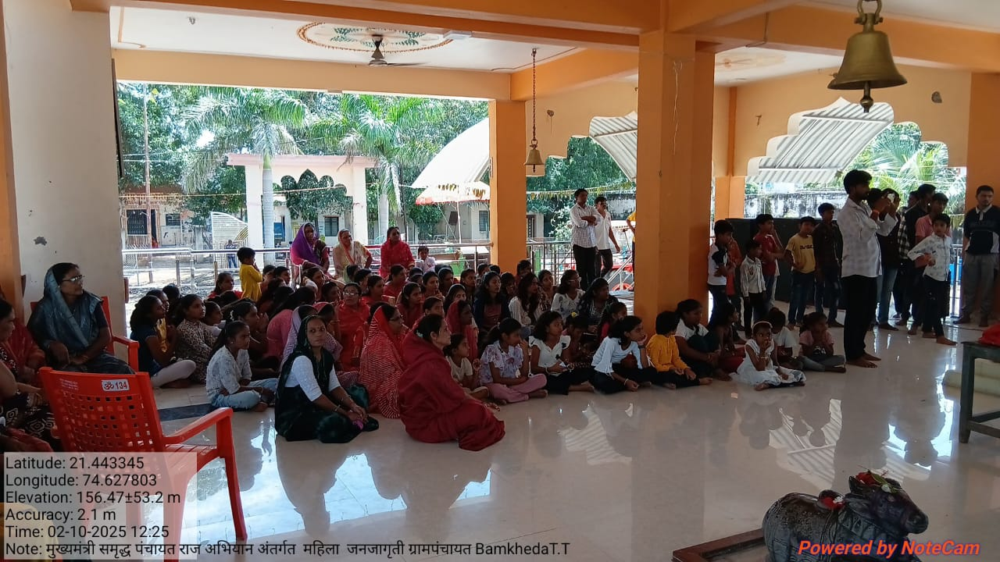 ॐ 134
Latitude: 21.443345
Longitude: 74.627803
Elevation: 156.47±53.2 m
Accuracy: 2.1 m
Time: 02-10-2025 12:25
Note: मुख्यमंत्री समृद्ध पंचायत राज अभियान अंतर्गत महिला जनजागृती ग्रामपंचायत BamkhedaT.T
Powered by NoteCam